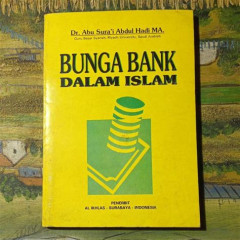 Dr. Abu Sura'i Abdul Hadi MA.
BUNGA BANK
DALAM ISLAM
PENERBIT
AL IKHLAS - SURABAYA - INDONESIA